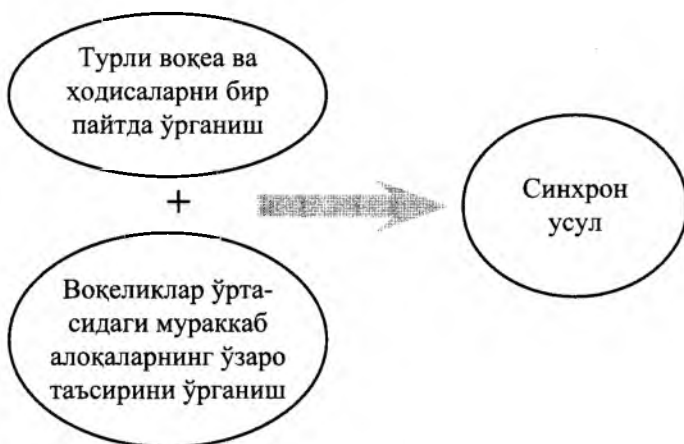 Турли воқеа ва
ҳодисаларни бир
пайтда ўрганиш
+
Воқеликлар ўрта-
сидаги мураккаб
алоқаларнинг ўзаро
таъсирини ўрганиш
Синхрон
усул